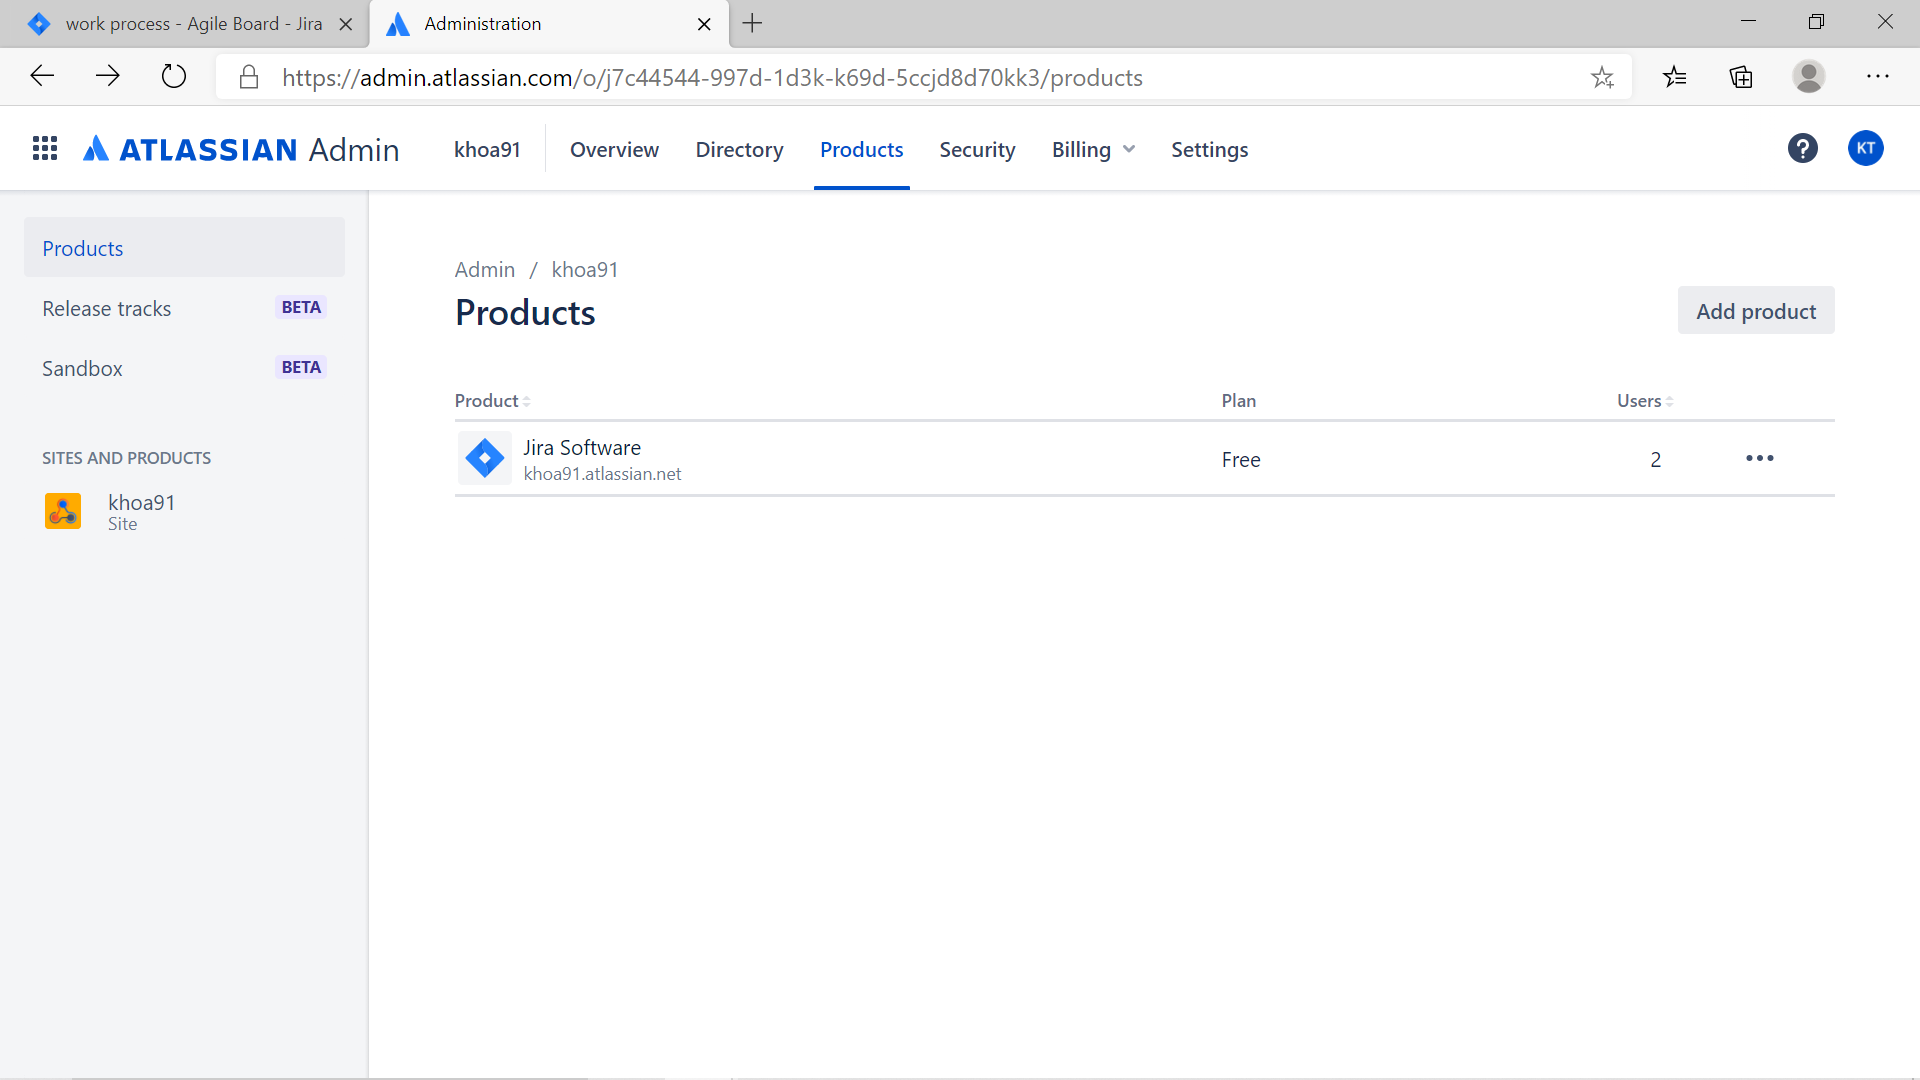 work process - Agile Board - Jira
Administration
https://admin.atlassian.com/o/j7c44544-997d-1d3k-k69d-5ccjd8d70kk3/products
ATLASSIAN Admin
khoa91
Overview
Directory
Products
Security
Billing
Settings
?
KT
Products
Release tracks BETA
Sandbox BETA
SITES AND PRODUCTS
khoa91
Site
Admin / khoa91
Products
Add product
Product Plan Users
Jira Software
khoa91.atlassian.net
Free
2